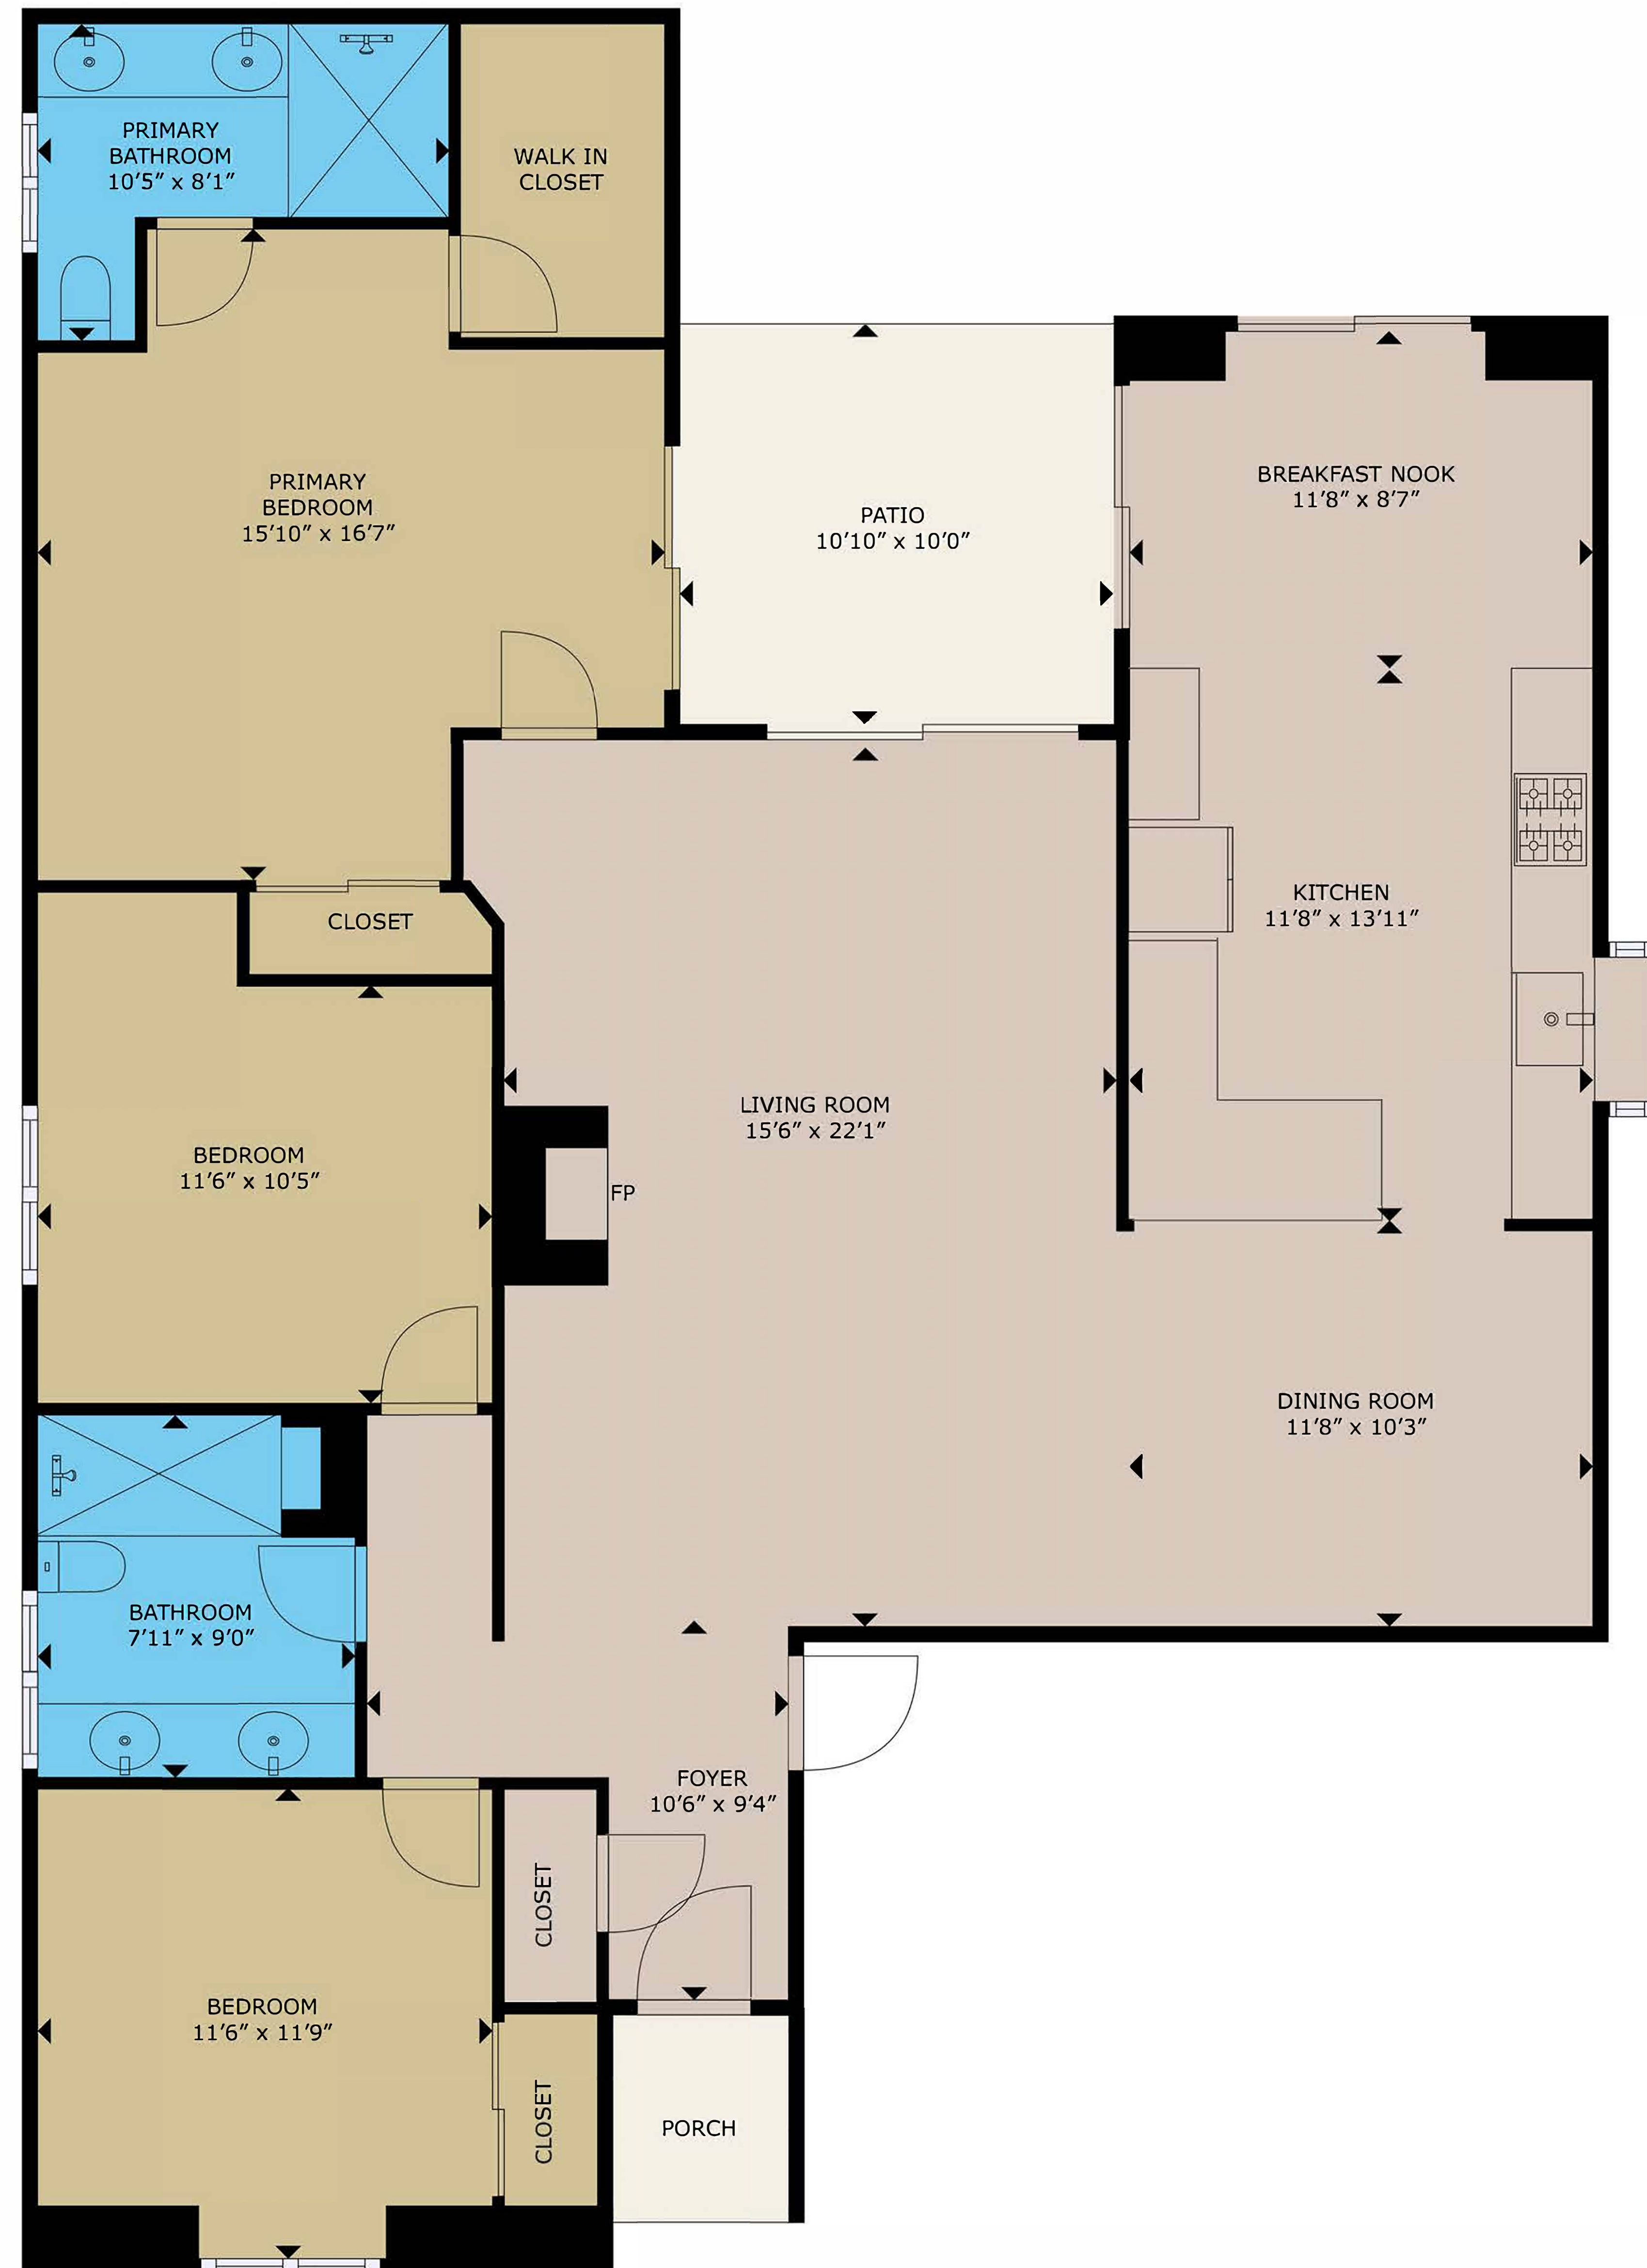 PRIMARY
BATHROOM
10'5" x 8'1"
WALK IN
CLOSET
PRIMARY
BEDROOM
15'10" x 16'7"
PATIO
10'10" x 10'0"
BREAKFAST NOOK
11'8" x 8'7"
CLOSET
KITCHEN
11'8" x 13'11"
LIVING ROOM
15'6" x 22'1"
BEDROOM
11'6" x 10'5"
FP
DINING ROOM
11'8" x 10'3"
BATHROOM
7'11" x 9'0"
FOYER
10'6" x 9'4"
CLOSET
BEDROOM
11'6" x 11'9"
CLOSET
PORCH